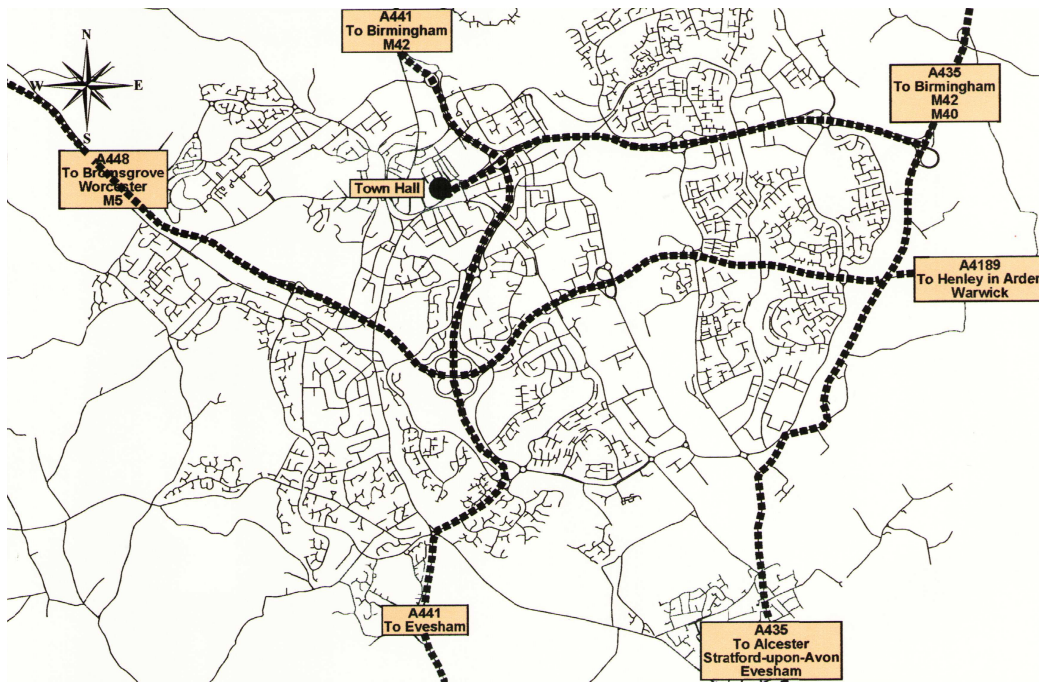 A441
To Birmingham
M42
N
W
E
S
A435
To Birmingham
M42
M40
A448
To Bromsgrove
Worcester
M5
Town Hall
A4189
To Henley in Arden
Warwick
A441
To Evesham
A435
To Alcester
Stratford-upon-Avon
Evesham